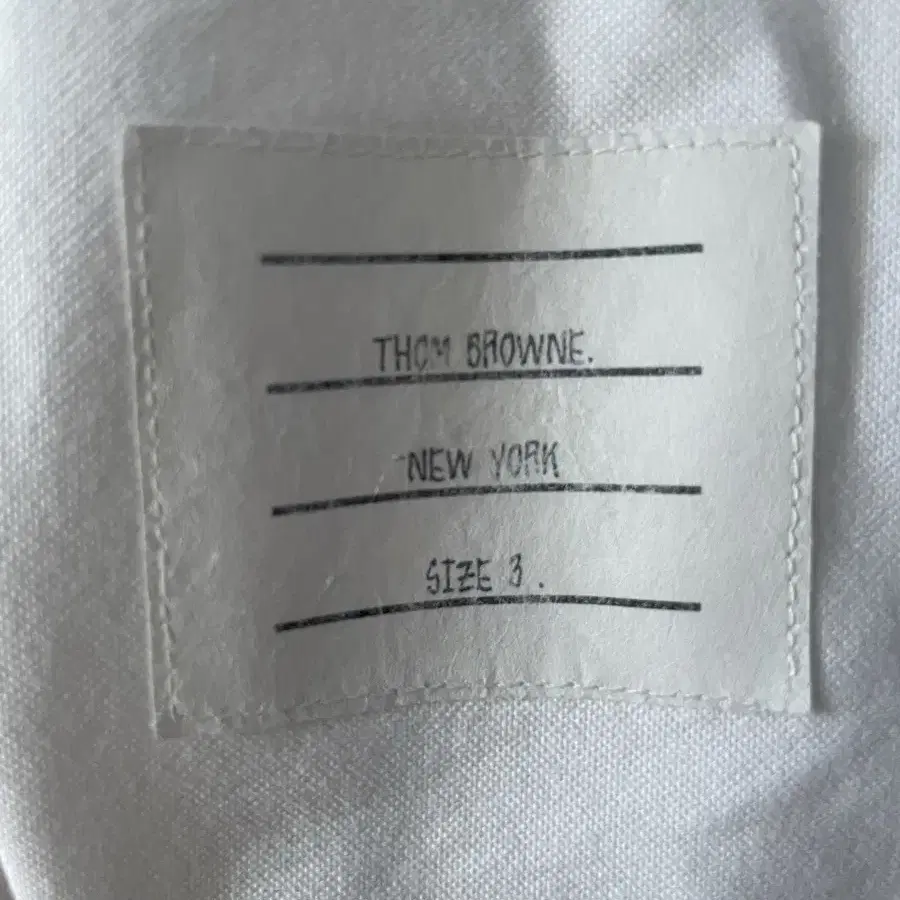 THOM BROWNE.
NEW YORK
SIZE 3.